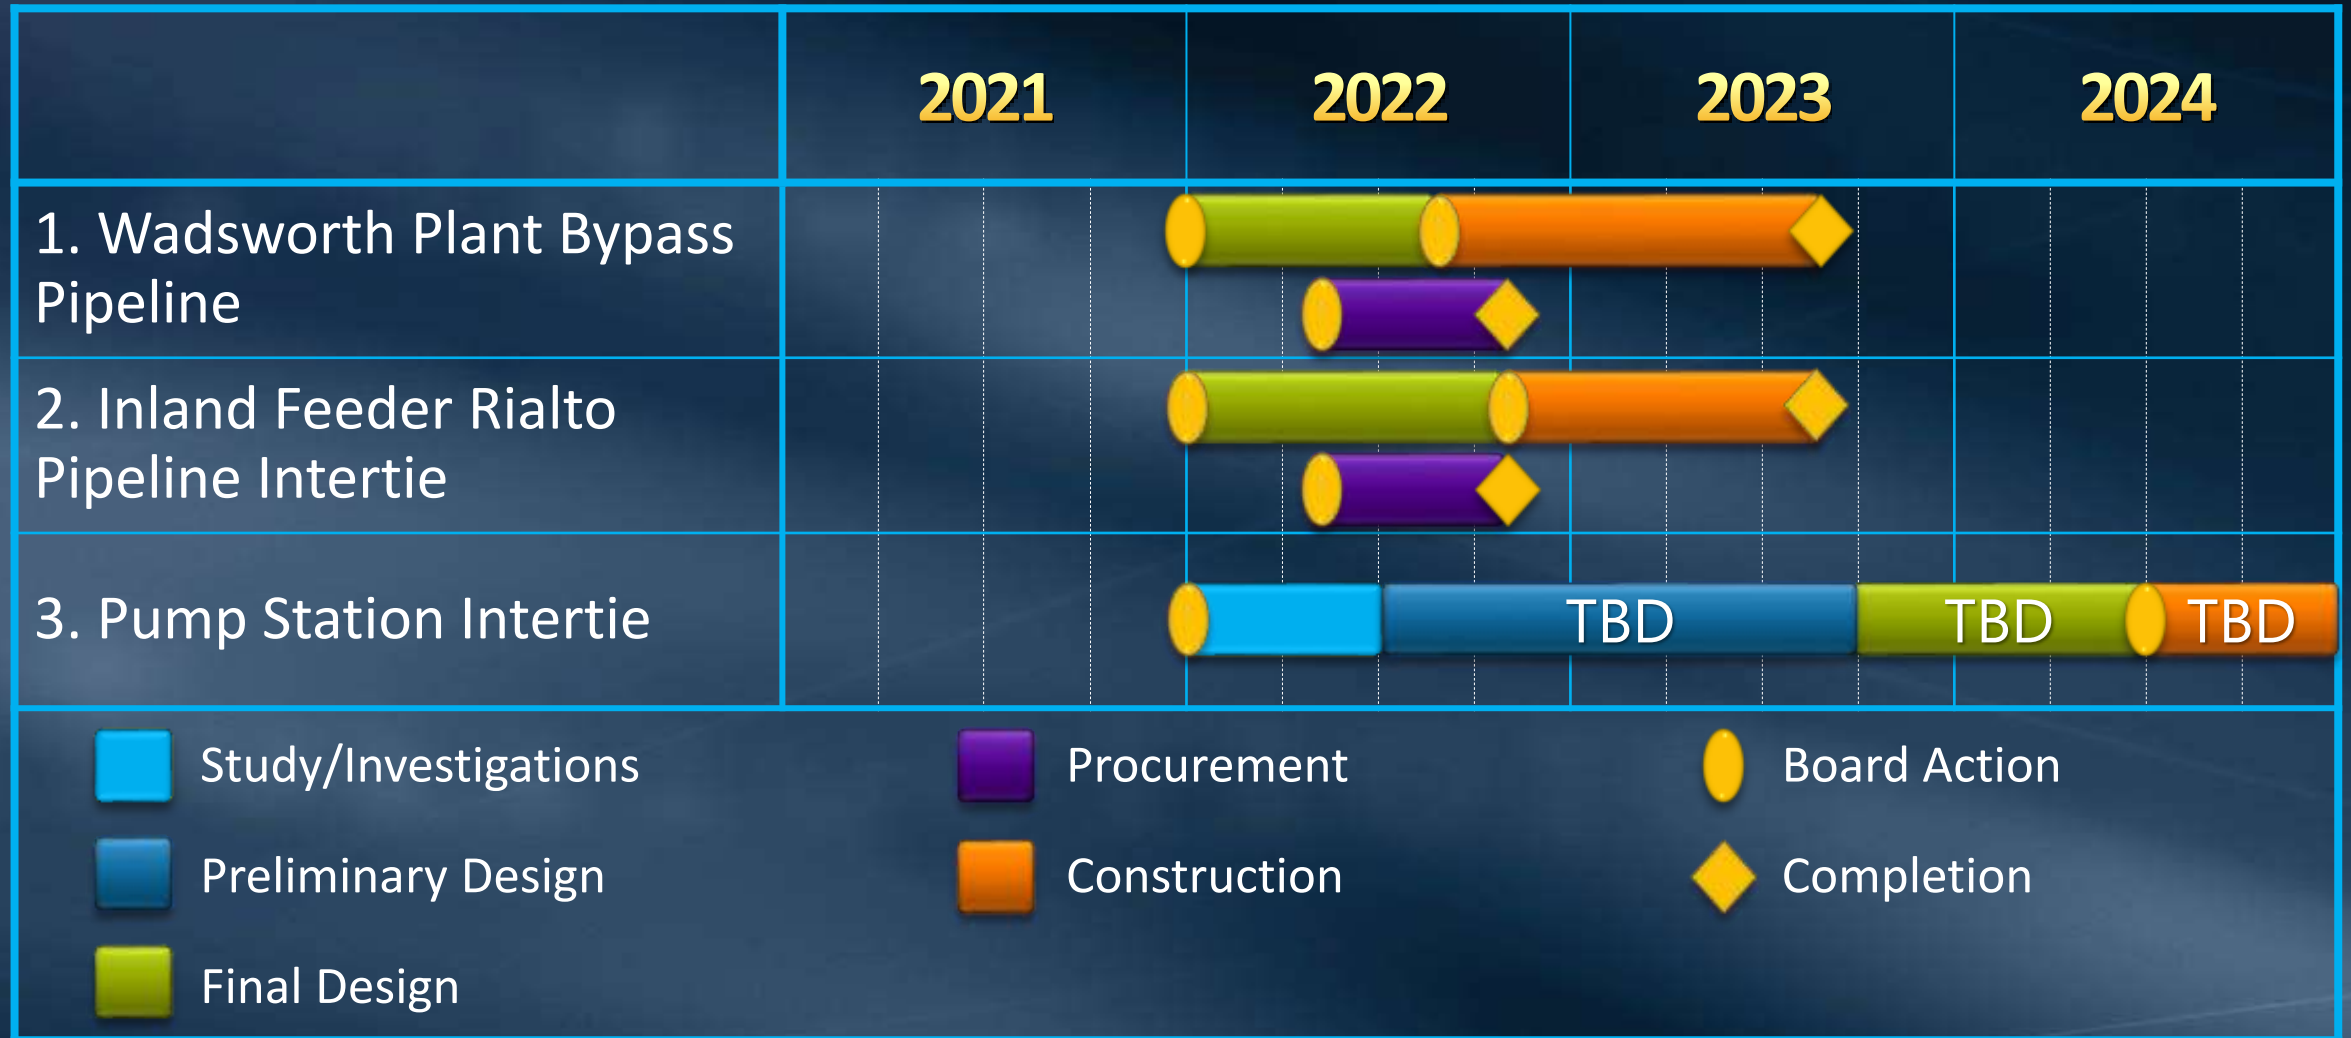 2021 2022 2023 2024
1. Wadsworth Plant Bypass
Pipeline
2. Inland Feeder Rialto
Pipeline Intertie
3. Pump Station Intertie
TBD TBD TBD
Study/Investigations
Procurement
Board Action
Preliminary Design
Construction
Completion
Final Design